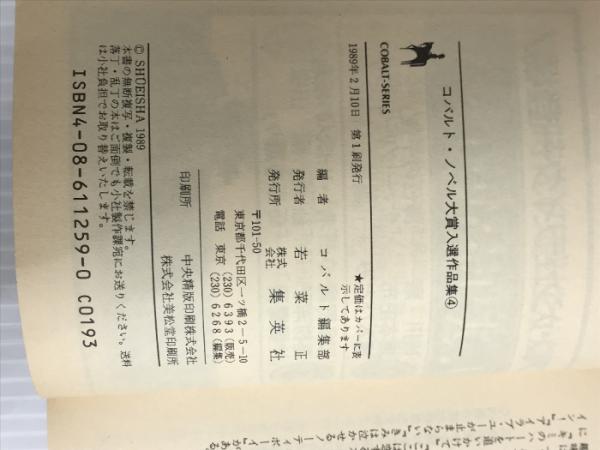 コバルト・ノベル大賞入選作品集④
COBALT-SERIES
1989年2月10日 第1刷発行
★定価はカバーに表
示してあります
編者 コバルト編集部
発行者 若菜正
発行所 株式会社 集英社
〒101-50
東京都千代田区一ツ橋2-5-10
電話 東京 (230) 6393 (販売)
(230) 6268 (編集)
印刷所 中央精版印刷株式会社
株式会社美松堂印刷所
© SHŪEISHA 1989
本書の無断複写・複製・転載を禁じます。
落丁・乱丁の本はご面倒でも小社製作課宛にお送りください。送料
は小社負担でお取り替えいたします。
ISBN4-08-611259-0 C0193